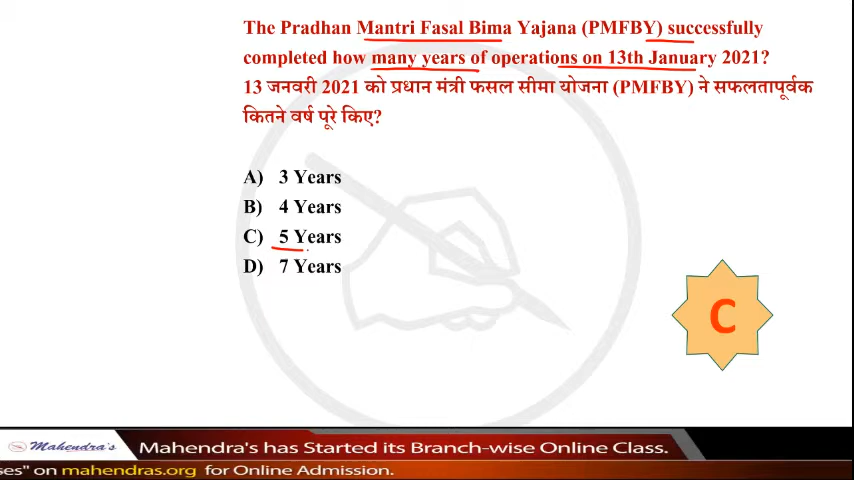 The Pradhan Mantri Fasal Bima Yajana (PMFBY) successfully
completed how many years of operations on 13th January 2021?
13 जनवरी 2021 को प्रधान मंत्री फसल सीमा योजना (PMFBY) ने सफलतापूर्वक
कितने वर्ष पूरे किए?
A) 3 Years
B) 4 Years
C) 5 Years
D) 7 Years
C
Mahendra's
Mahendra's has Started its Branch-wise Online Class.
ses" on mahendras.org for Online Admission.